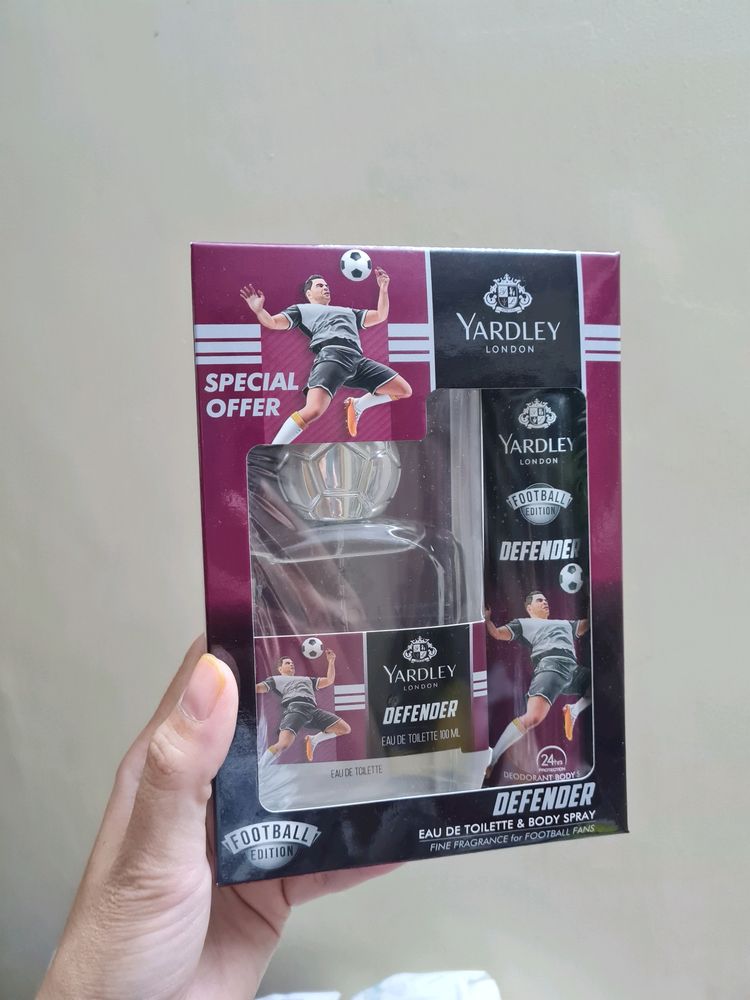 SPECIAL
OFFER
YARDLEY
LONDON
YARDLEY
LONDON
FOOTBALL
EDITION
DEFENDER
YARDLEY
LONDON
DEFENDER
EAU DE TOILETTE 100 ML
EAU DE TOILETTE
24hrs
PROTECTION
DEODORANT BODY S
DEFENDER
EAU DE TOILETTE & BODY SPRAY
FINE FRAGRANCE for FOOTBALL FANS
FOOTBALL
EDITION